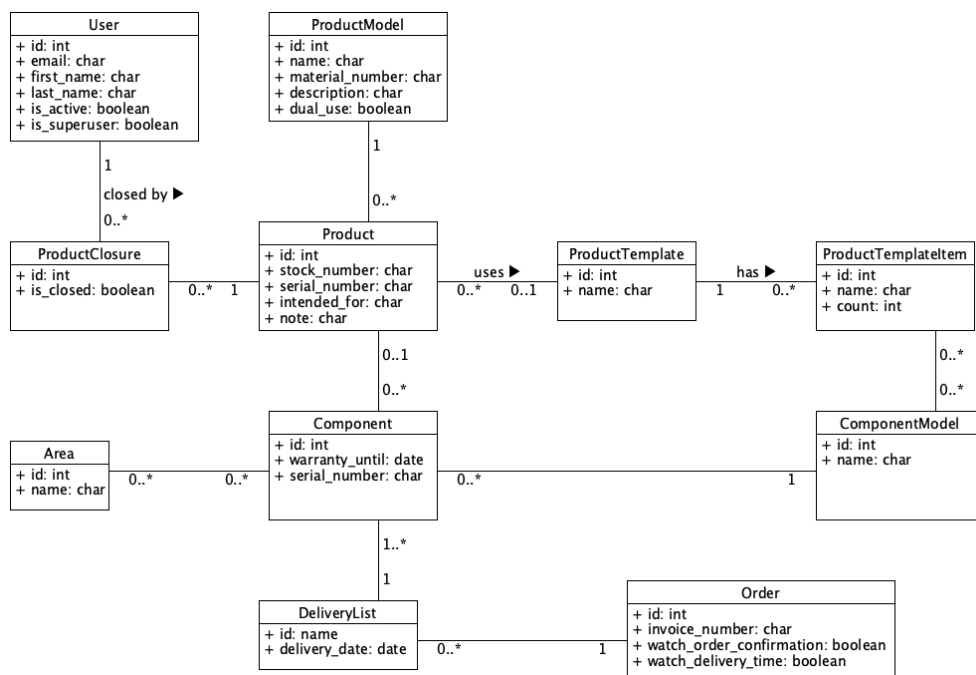 User
+ id: int
+ email: char
+ first_name: char
+ last_name: char
+ is_active: boolean
+ is_superuser: boolean
ProductModel
+ id: int
+ name: char
+ material_number: char
+ description: char
+ dual_use: boolean
1
closed by ▶
0..*
1
0..*
ProductClosure
+ id: int
+ is_closed: boolean
0..*
1
Product
+ id: int
+ stock_number: char
+ serial_number: char
+ intended_for: char
+ note: char
uses ▶
0..*
0..1
ProductTemplate
+ id: int
+ name: char
has ▶
1
0..*
ProductTemplateItem
+ id: int
+ name: char
+ count: int
0..1
0..*
0..*
0..*
Area
+ id: int
+ name: char
0..*
0..*
Component
+ id: int
+ warranty_until: date
+ serial_number: char
0..*
1
ComponentModel
+ id: int
+ name: char
1..*
1
DeliveryList
+ id: name
+ delivery_date: date
0..*
1
Order
+ id: int
+ invoice_number: char
+ watch_order_confirmation: boolean
+ watch_delivery_time: boolean